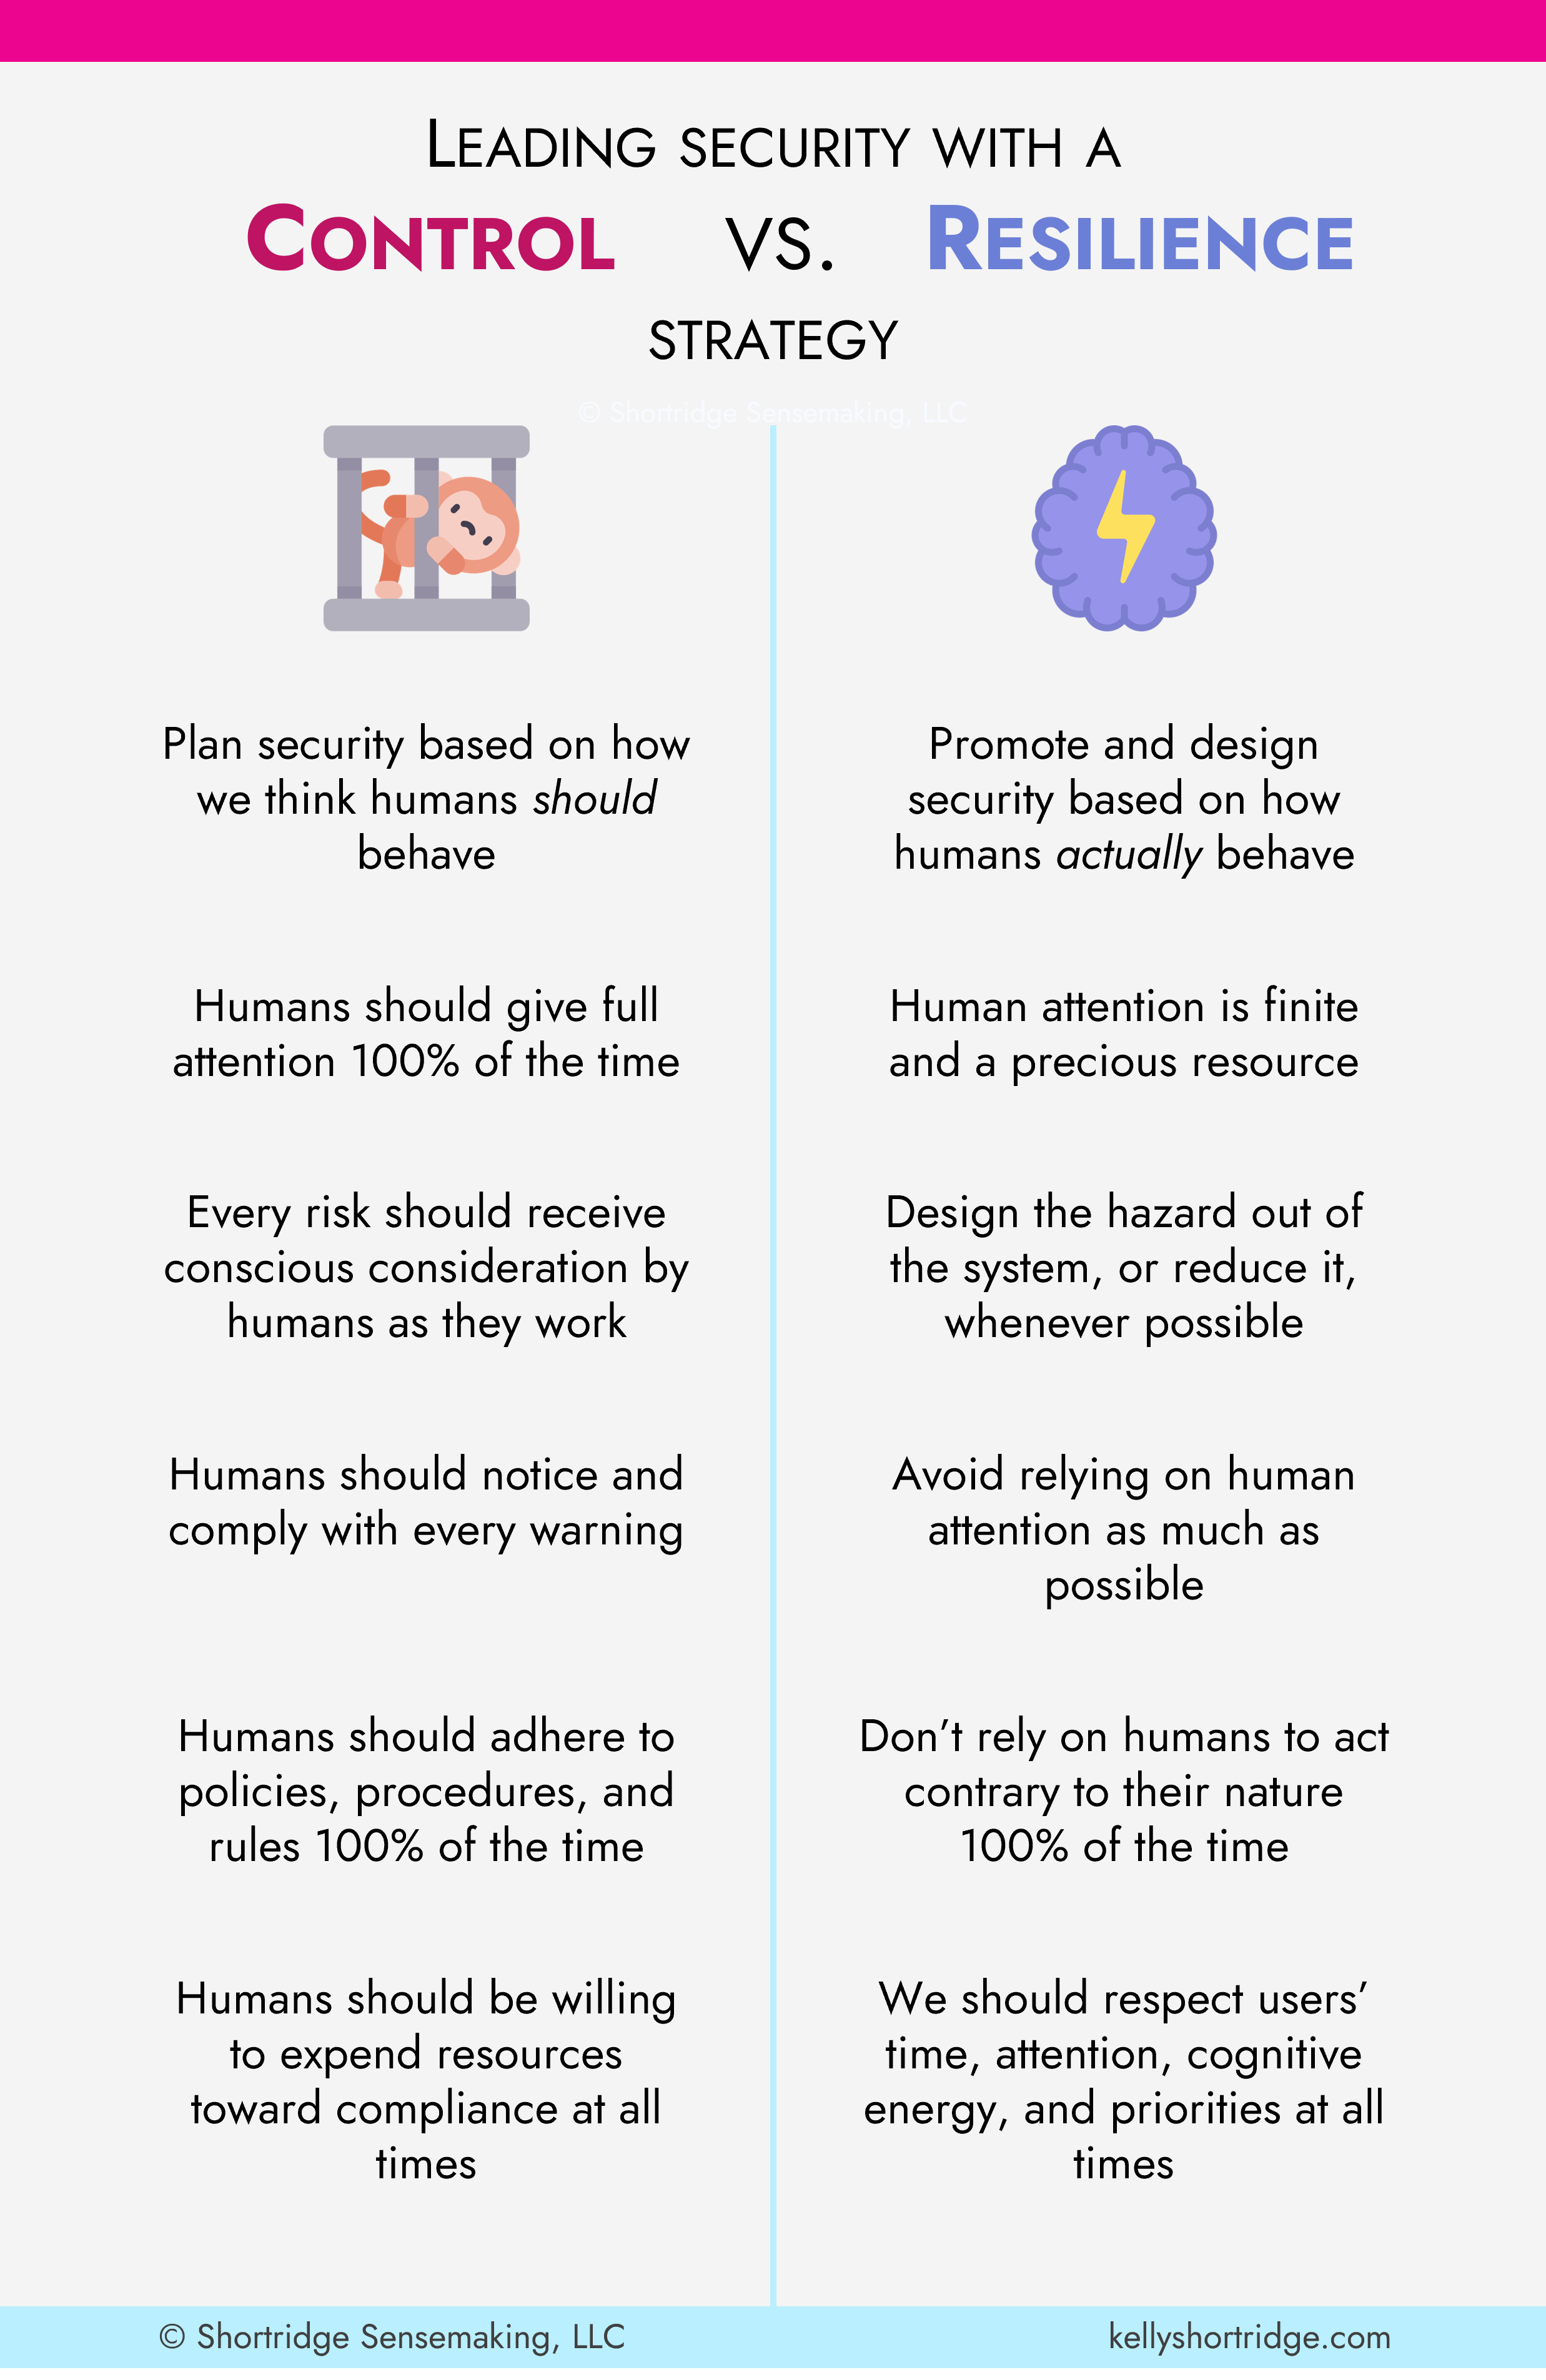 Leading security with a
Control vs. Resilience
strategy
© Shortridge Sensemaking, LLC
Plan security based on how
we think humans should
behave
Promote and design
security based on how
humans actually behave
Humans should give full
attention 100% of the time
Human attention is finite
and a precious resource
Every risk should receive
conscious consideration by
humans as they work
Design the hazard out of
the system, or reduce it,
whenever possible
Humans should notice and
comply with every warning
Avoid relying on human
attention as much as
possible
Humans should adhere to
policies, procedures, and
rules 100% of the time
Don’t rely on humans to act
contrary to their nature
100% of the time
Humans should be willing
to expend resources
toward compliance at all
times
We should respect users’
time, attention, cognitive
energy, and priorities at all
times
© Shortridge Sensemaking, LLC
kellyshortridge.com